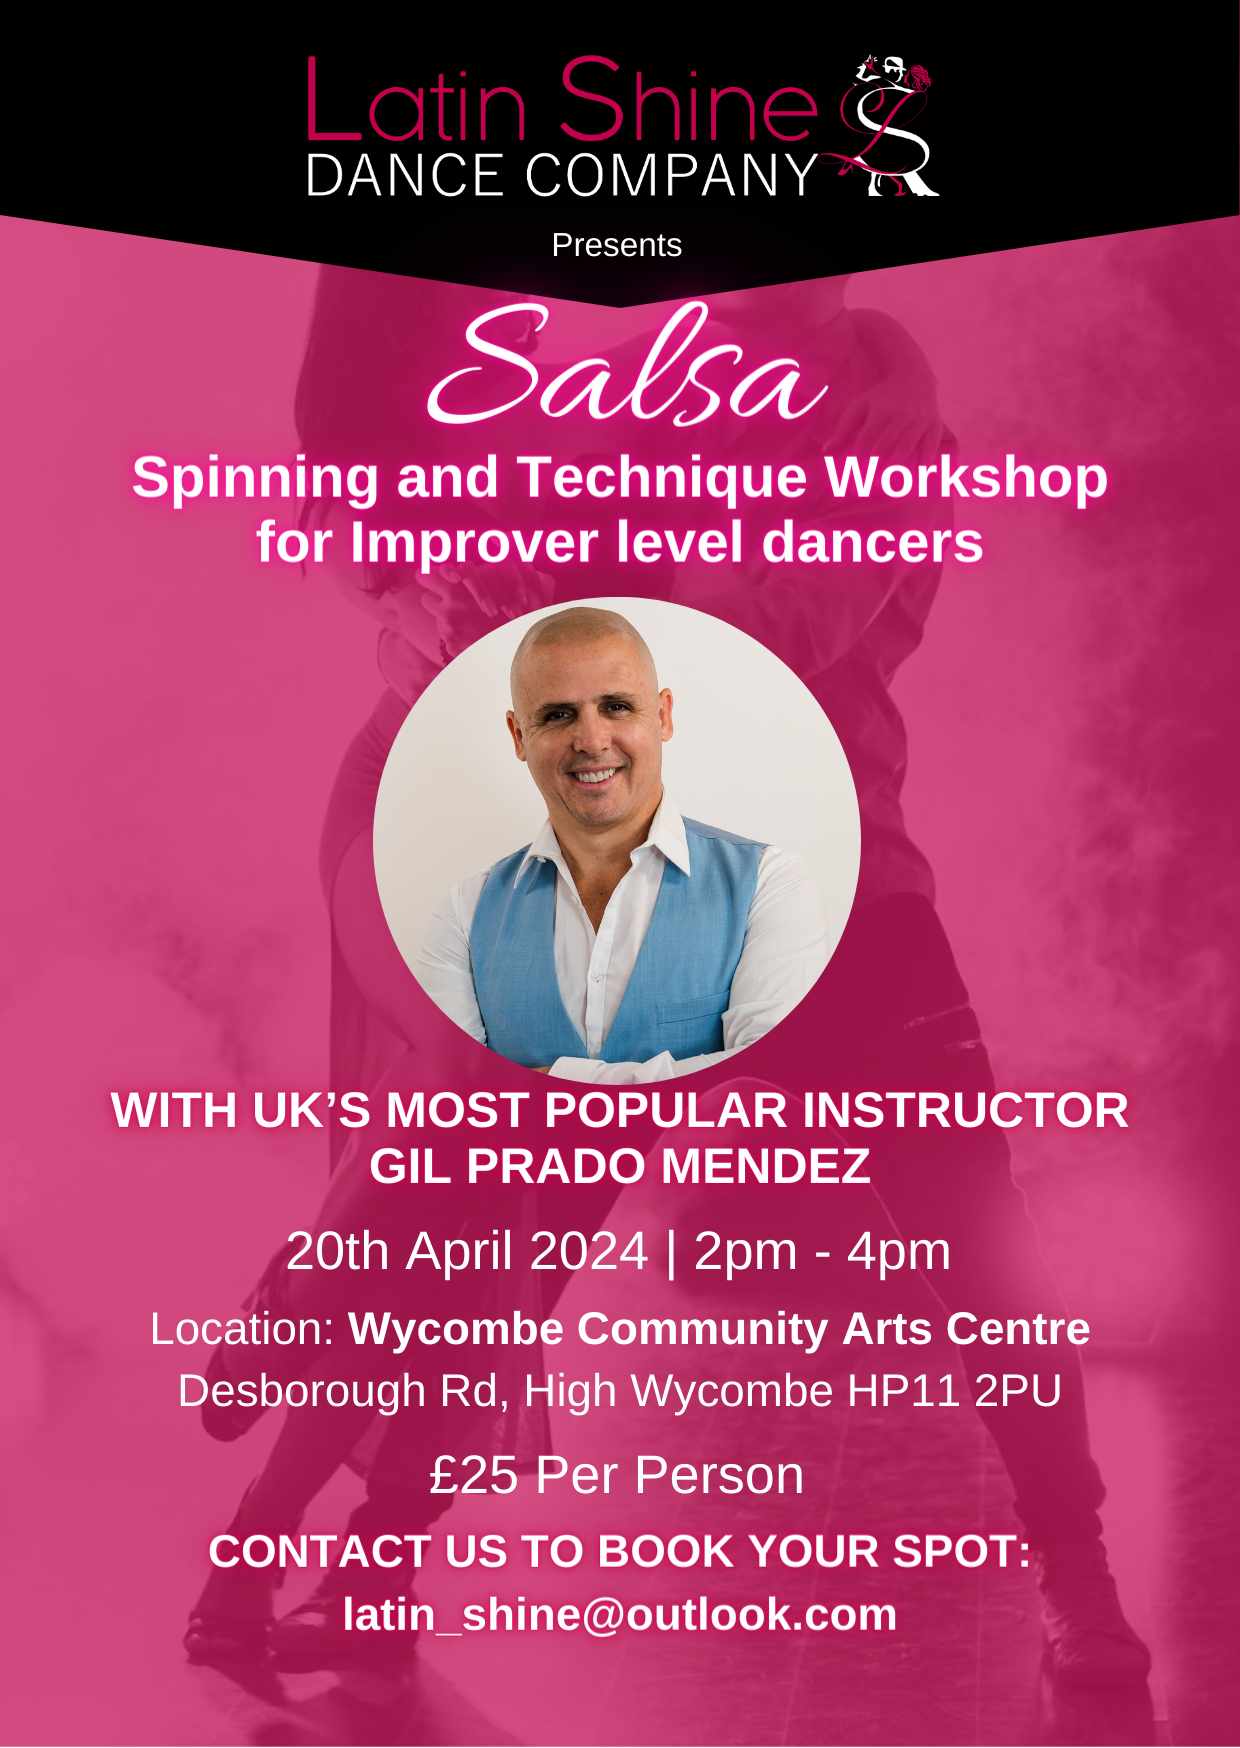 Latin Shine
DANCE COMPANY
Presents
Salsa
Spinning and Technique Workshop
for Improver level dancers
WITH UK’S MOST POPULAR INSTRUCTOR
GIL PRADO MENDEZ
20th April 2024 | 2pm - 4pm
Location: Wycombe Community Arts Centre
Desborough Rd, High Wycombe HP11 2PU
£25 Per Person
CONTACT US TO BOOK YOUR SPOT:
latin_shine@outlook.com